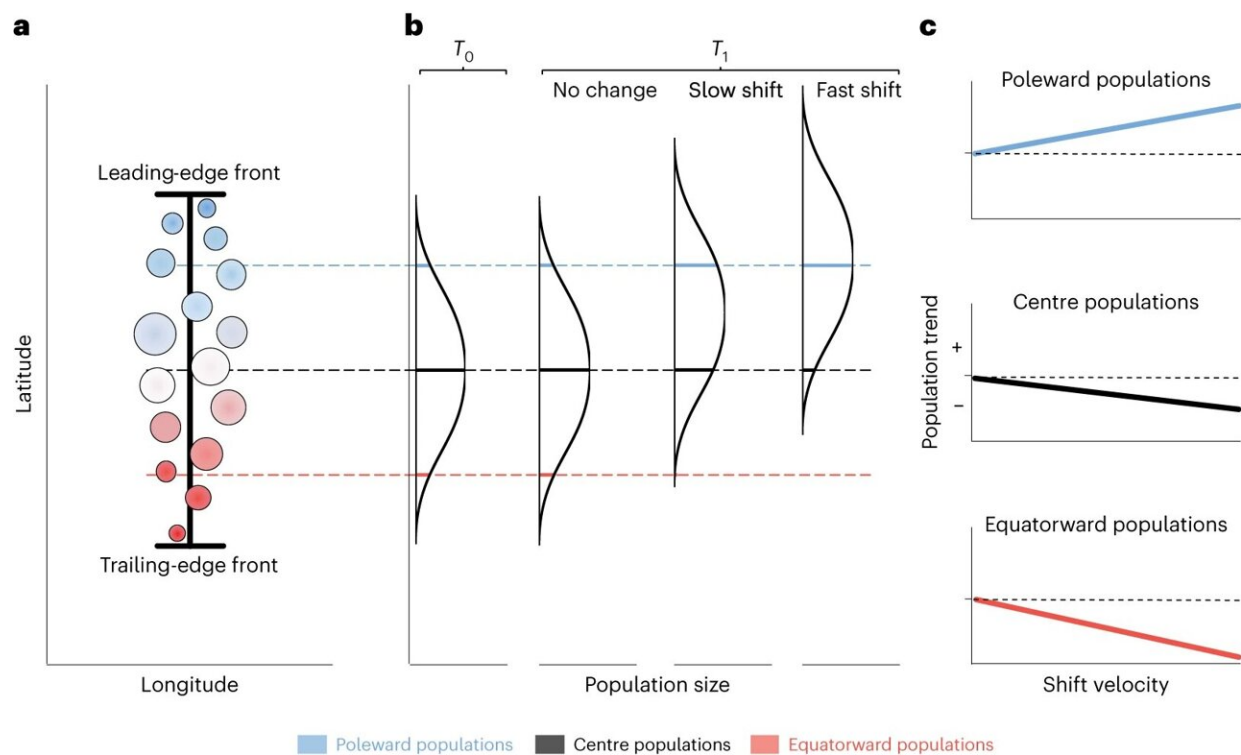 a
Leading-edge front
Trailing-edge front
Latitude
Longitude
b
T0
T1
No change
Slow shift
Fast shift
Population size
c
Poleward populations
Centre populations
+
−
Population trend
Equatorward populations
Shift velocity
Poleward populations
Centre populations
Equatorward populations